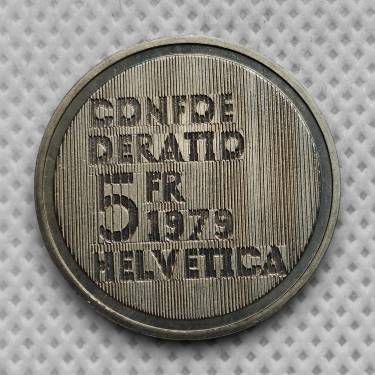 CONFOE
DERATIO
5 FR
1979
HELVETICA